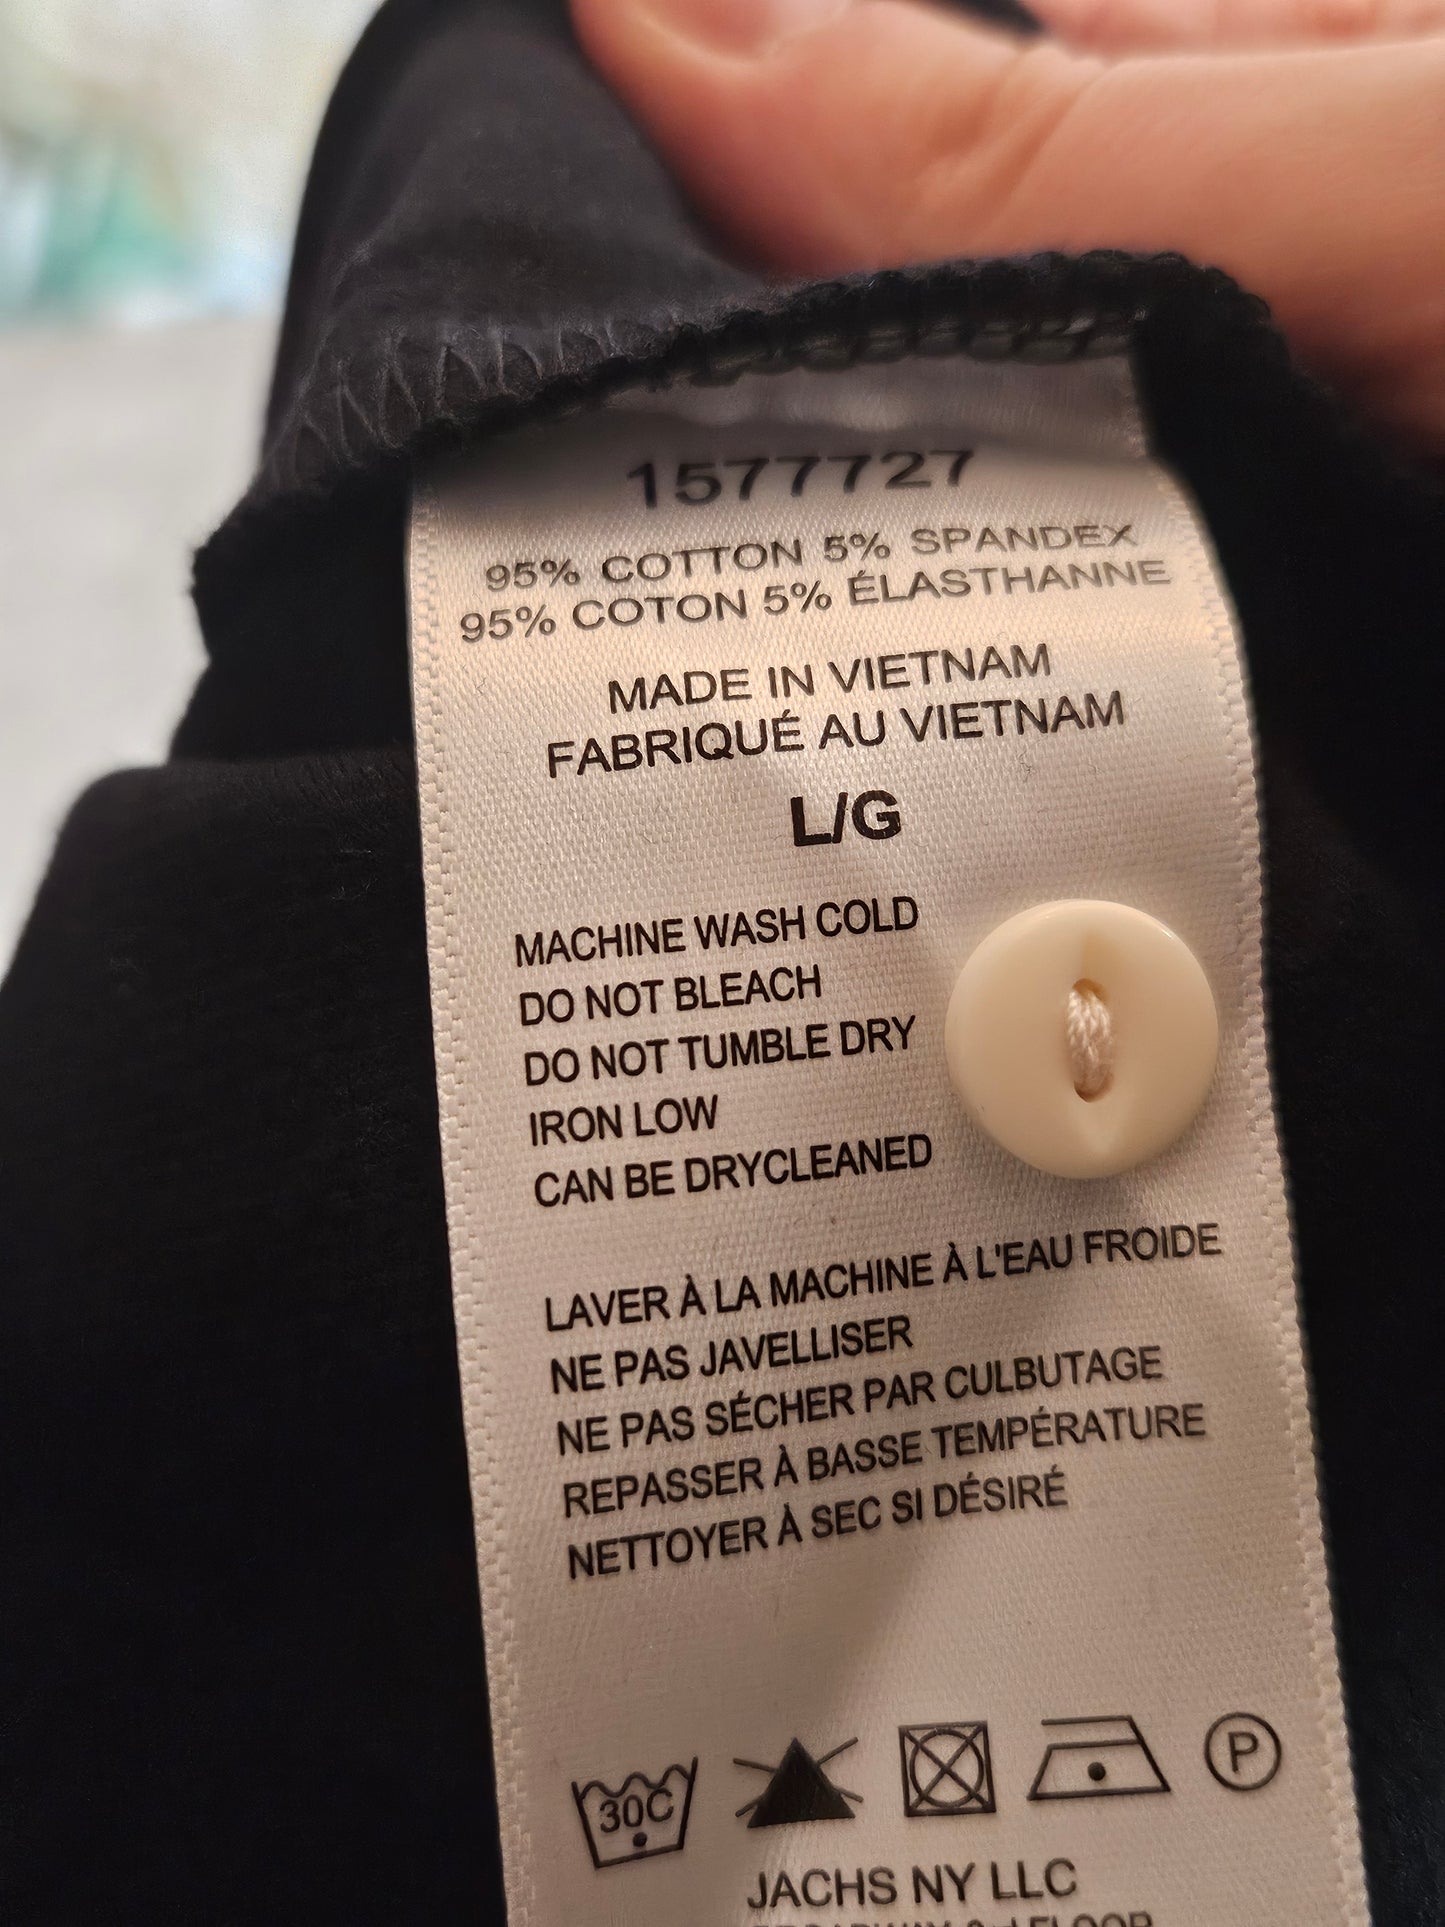 1577727
95% COTTON 5% SPANDEX
95% COTON 5% ÉLASTHANNE
MADE IN VIETNAM
FABRIQUÉ AU VIETNAM
L/G
MACHINE WASH COLD
DO NOT BLEACH
DO NOT TUMBLE DRY
IRON LOW
CAN BE DRYCLEANED
LAVER À LA MACHINE À L'EAU FROIDE
NE PAS JAVELLISER
NE PAS SÉCHER PAR CULBUTAGE
REPASSER À BASSE TEMPÉRATURE
NETTOYER À SEC SI DÉSIRÉ
30C P
JACHS NY LLC
FLOOR